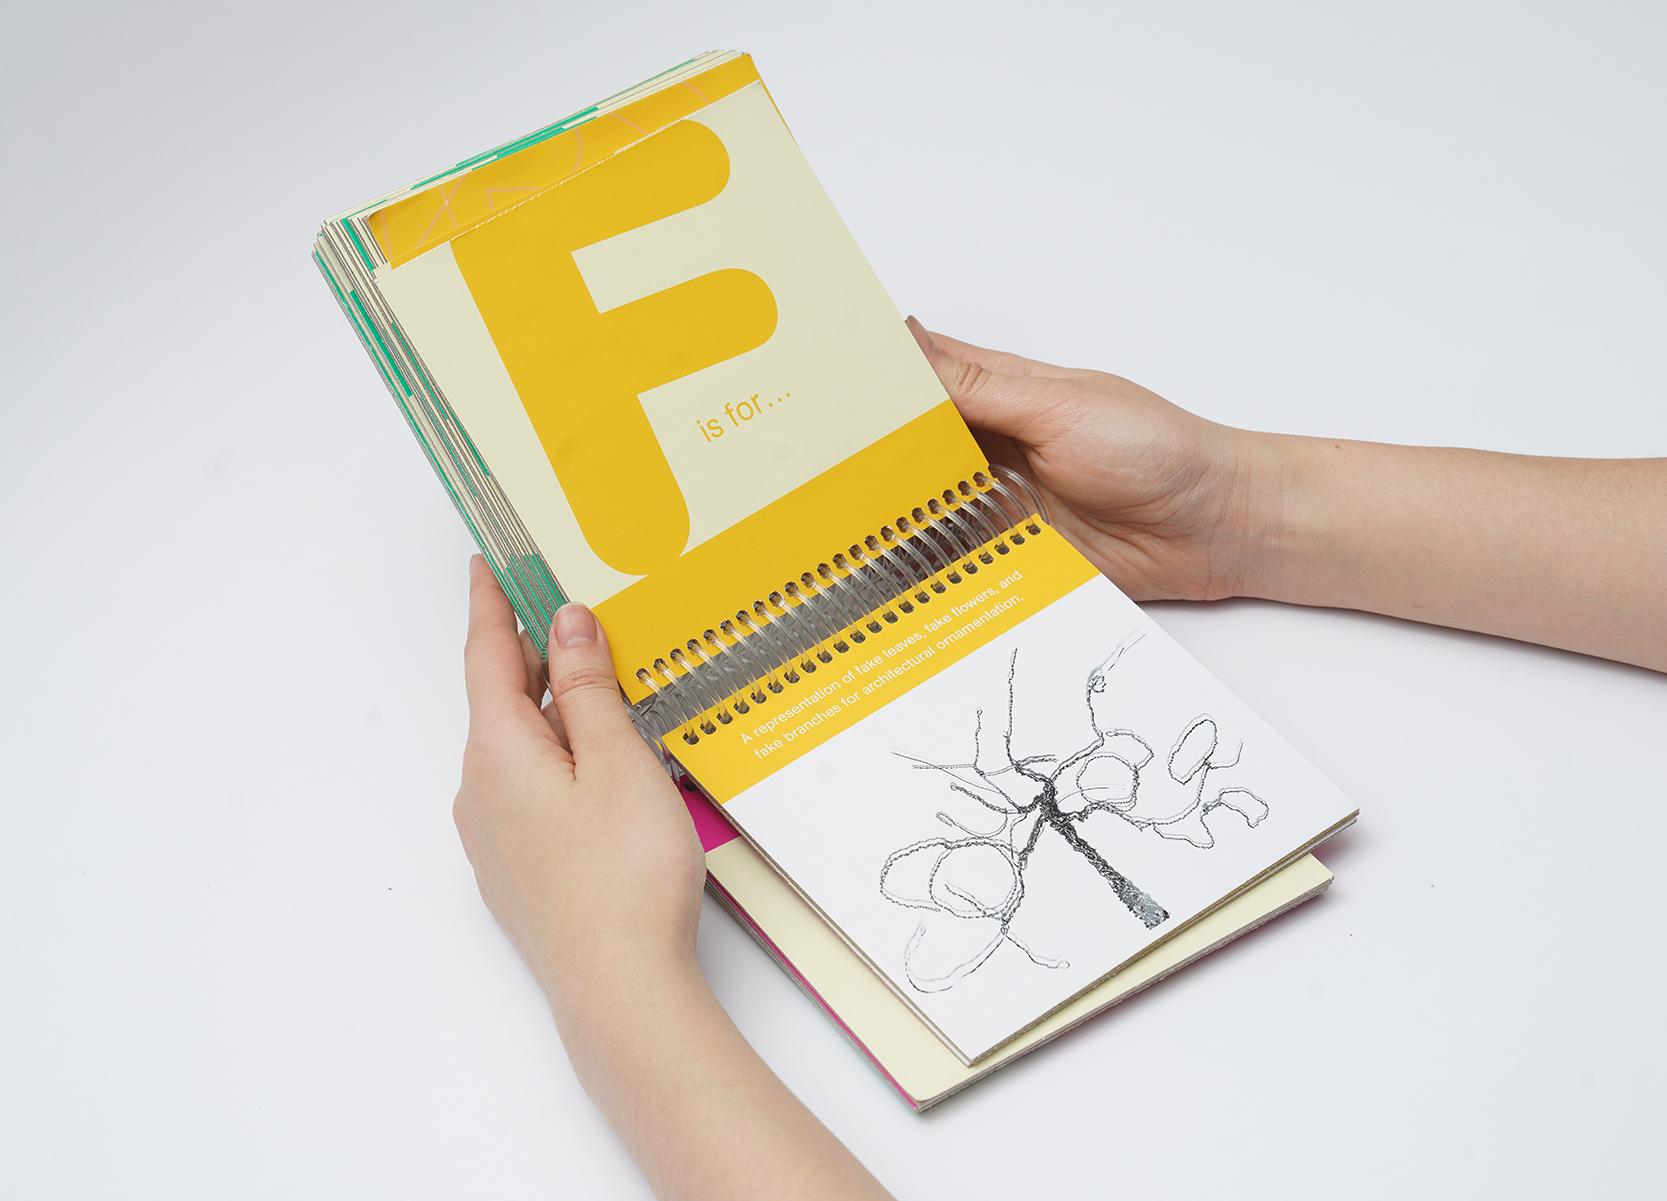 F
is for...
A representation of fake leaves, fake flowers, and
fake branches for architectural ornamentation.